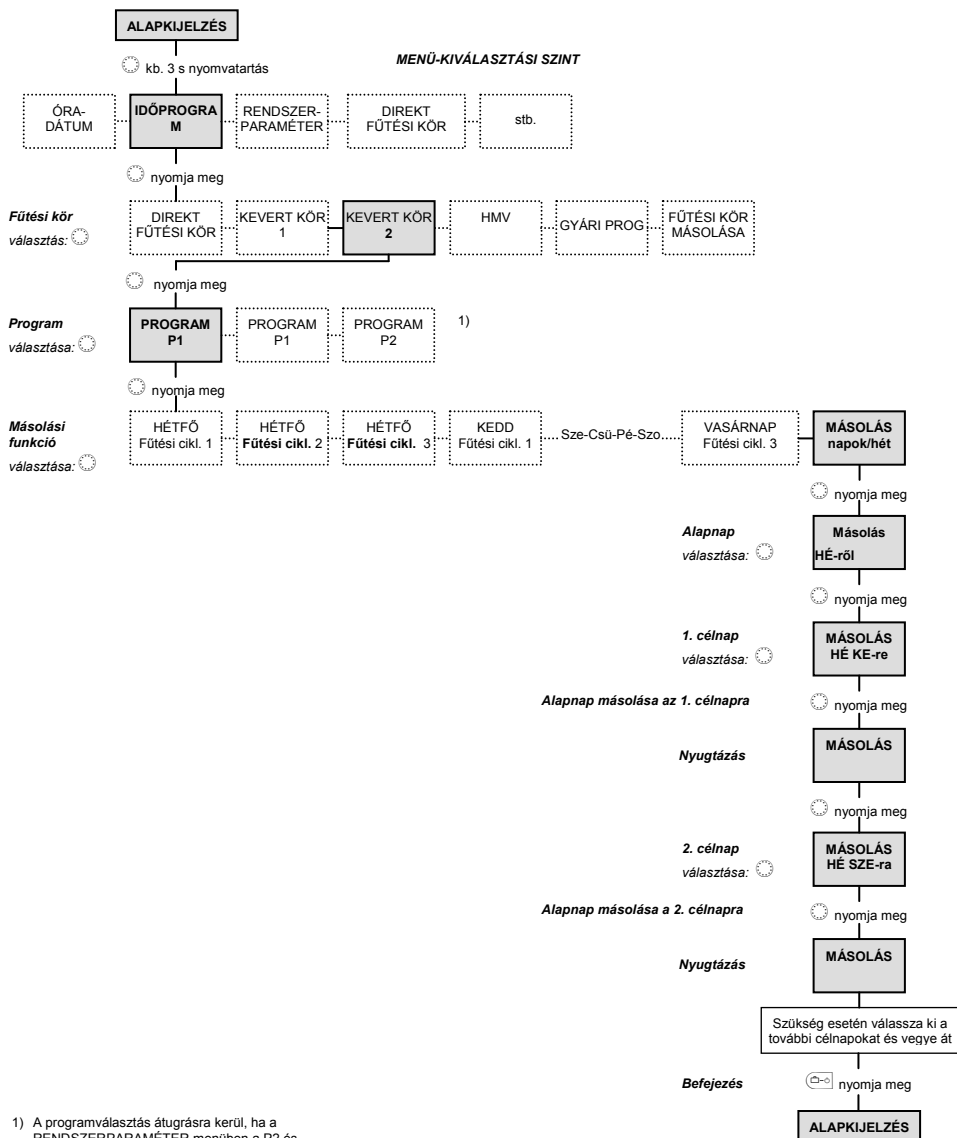 ALAPKIJELZÉS
kb. 3 s nyomvatartás
MENÜ-KIVÁLASZTÁSI SZINT
ÓRA-
DÁTUM
IDŐPROGRA
M
RENDSZER-
PARAMÉTER
DIREKT
FŰTÉSI KÖR
stb.
nyomja meg
Fűtési kör
választás:
DIREKT
FŰTÉSI KÖR
KEVERT KÖR
1
KEVERT KÖR
2
HMV
GYÁRI PROG
FŰTÉSI KÖR
MÁSOLÁSA
nyomja meg
Program
választása:
PROGRAM
P1
PROGRAM
P1
PROGRAM
P2
1)
nyomja meg
Másolási
funkció
választása:
HÉTFŐ
Fűtési cikl. 1
HÉTFŐ
Fűtési cikl. 2
HÉTFŐ
Fűtési cikl. 3
KEDD
Fűtési cikl. 1
Sze-Csü-Pé-Szo
VASÁRNAP
Fűtési cikl. 3
MÁSOLÁS
napok/hét
nyomja meg
Alapnap
választása:
Másolás
HÉ-ről
nyomja meg
1. célnap
választása:
MÁSOLÁS
HÉ KE-re
Alapnap másolása az 1. célnapra
nyomja meg
Nyugtázás
MÁSOLÁS
nyomja meg
2. célnap
választása:
MÁSOLÁS
HÉ SZE-ra
Alapnap másolása a 2. célnapra
nyomja meg
Nyugtázás
MÁSOLÁS
Szükség esetén válassza ki a
további célnapokat és vegye át
Befejezés
nyomja meg
ALAPKIJELZÉS
1) A programválasztás átugrásra kerül, ha a
RENDSZERPARAMÉTER menüben a P2 és